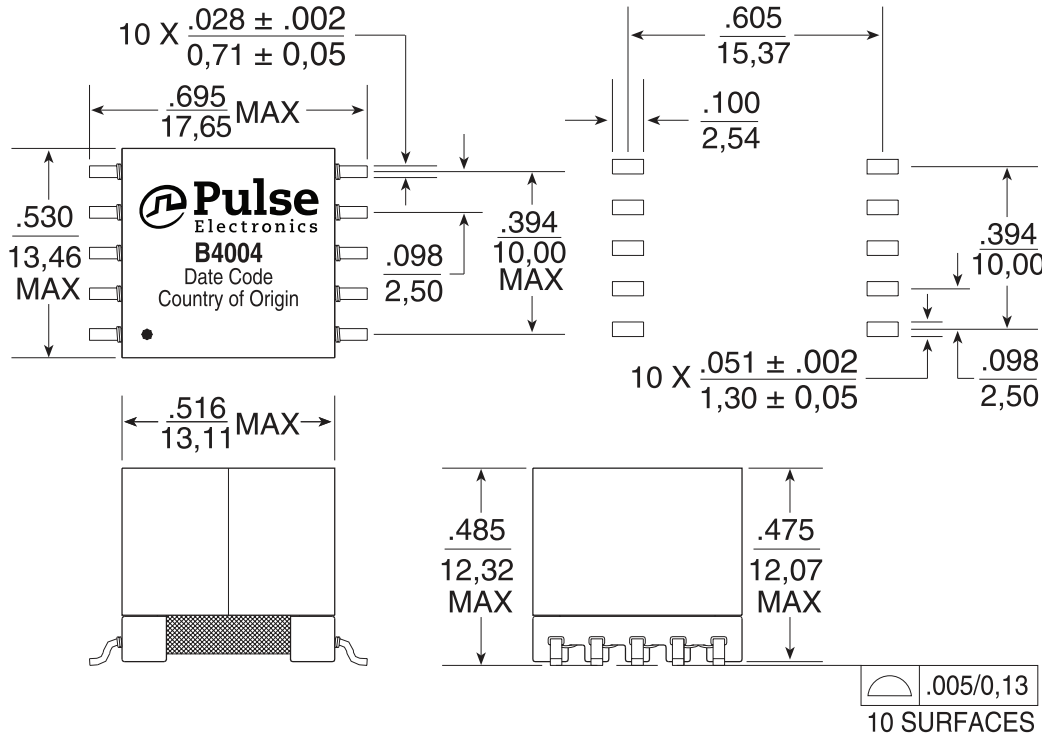 10 X .028 ± .002
0,71 ± 0,05
.695
17,65
MAX
.530
13,46
MAX
Pulse
Electronics
B4004
Date Code
Country of Origin
.098
2,50
.394
10,00
MAX
.605
15,37
.100
2,54
.394
10,00
10 X .051 ± .002
1,30 ± 0,05
.098
2,50
.516
13,11
MAX
.485
12,32
MAX
.475
12,07
MAX
.005/0,13
10 SURFACES